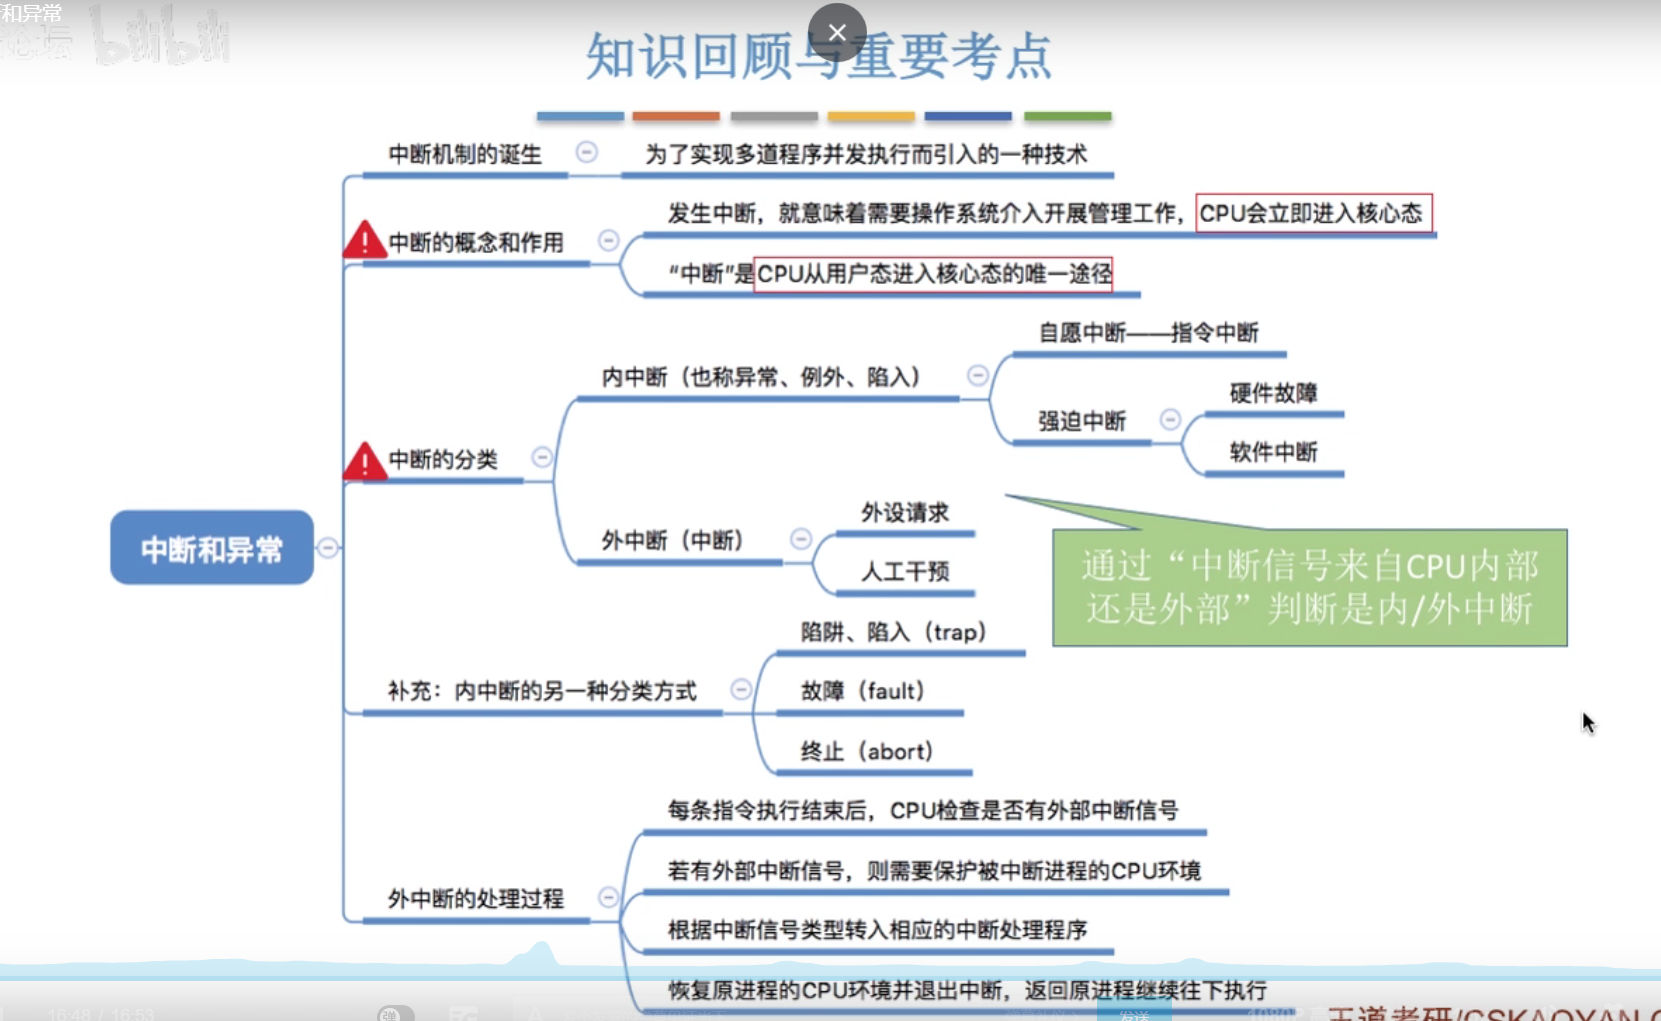 和异常
bilibili
知识回顾与重要考点
中断机制的诞生
为了实现多道程序并发执行而引入的一种技术
中断的概念和作用
发生中断，就意味着需要操作系统介入开展管理工作，CPU会立即进入核心态
“中断”是CPU从用户态进入核心态的唯一途径
中断的分类
内中断（也称异常、例外、陷入）
自愿中断——指令中断
强迫中断
硬件故障
软件中断
外中断（中断）
外设请求
人工干预
通过“中断信号来自CPU内部
还是外部”判断是内/外中断
中断和异常
补充：内中断的另一种分类方式
陷阱、陷入（trap）
故障（fault）
终止（abort）
外中断的处理过程
每条指令执行结束后，CPU检查是否有外部中断信号
若有外部中断信号，则需要保护被中断进程的CPU环境
根据中断信号类型转入相应的中断处理程序
恢复原进程的CPU环境并退出中断，返回原进程继续往下执行
16:48 / 16:53
弹
发送
1080P
王道考研/CSKAOYAN.C